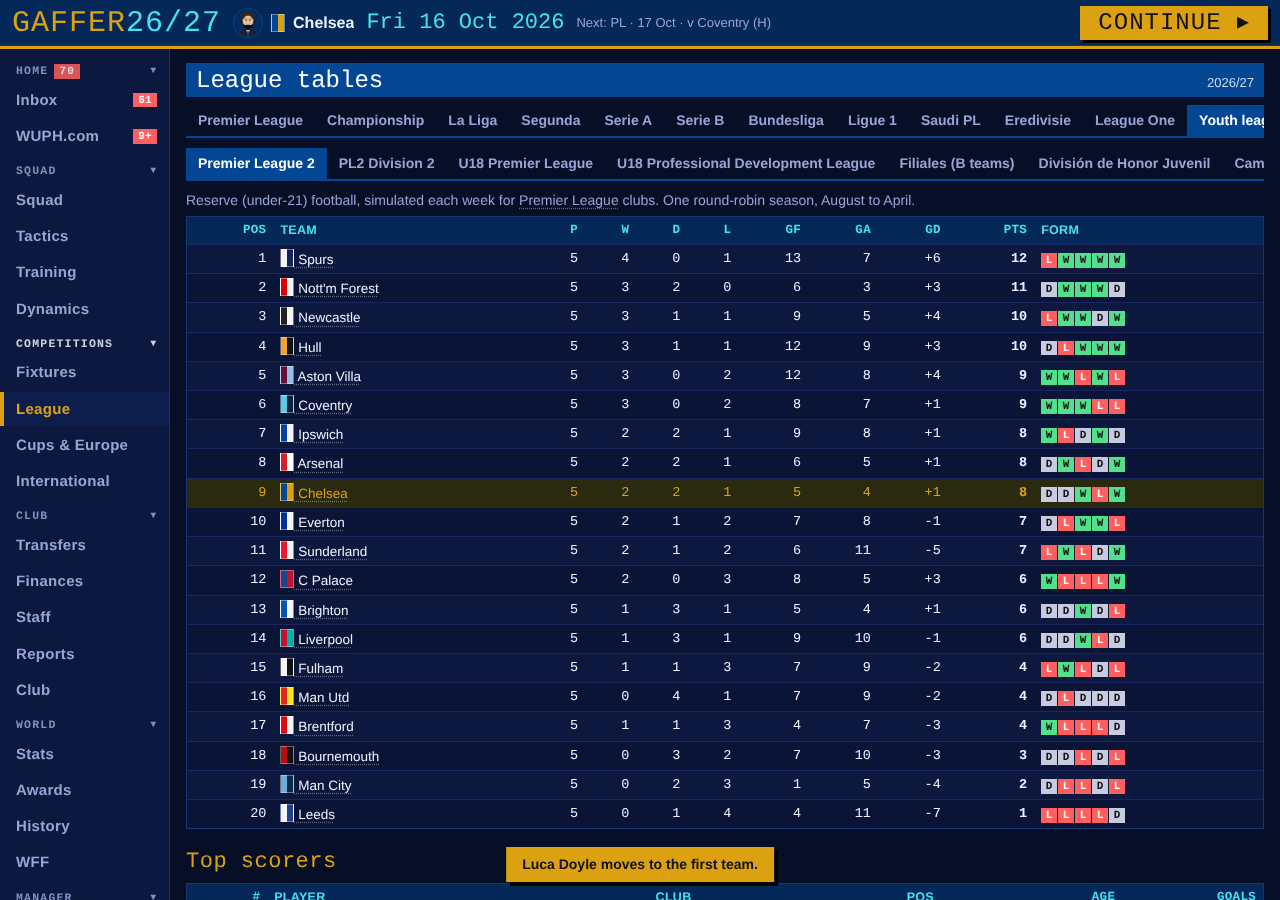 GAFFER26/27 Chelsea Fri 16 Oct 2026 Next: PL · 17 Oct · v Coventry (H) CONTINUE ►
HOME 70 ▼
Inbox 61
WUPH.com 9+
SQUAD ▼
Squad
Tactics
Training
Dynamics
COMPETITIONS ▼
Fixtures
League
Cups & Europe
International
CLUB ▼
Transfers
Finances
Staff
Reports
Club
WORLD ▼
Stats
Awards
History
WFF
MANAGER ▼
League tables 2026/27
Premier League Championship La Liga Segunda Serie A Serie B Bundesliga Ligue 1 Saudi PL Eredivisie League One Youth leag
Premier League 2 PL2 Division 2 U18 Premier League U18 Professional Development League Filiales (B teams) División de Honor Juvenil Cam
Reserve (under-21) football, simulated each week for Premier League clubs. One round-robin season, August to April.
POS TEAM P W D L GF GA GD PTS FORM
1 Spurs 5 4 0 1 13 7 +6 12 L W W W W
2 Nott'm Forest 5 3 2 0 6 3 +3 11 D W W W D
3 Newcastle 5 3 1 1 9 5 +4 10 L W W D W
4 Hull 5 3 1 1 12 9 +3 10 D L W W W
5 Aston Villa 5 3 0 2 12 8 +4 9 W W L W L
6 Coventry 5 3 0 2 8 7 +1 9 W W W L L
7 Ipswich 5 2 2 1 9 8 +1 8 W L D W D
8 Arsenal 5 2 2 1 6 5 +1 8 D W L D W
9 Chelsea 5 2 2 1 5 4 +1 8 D D W L W
10 Everton 5 2 1 2 7 8 -1 7 D L W W L
11 Sunderland 5 2 1 2 6 11 -5 7 L W L D W
12 C Palace 5 2 0 3 8 5 +3 6 W L L L W
13 Brighton 5 1 3 1 5 4 +1 6 D D W D L
14 Liverpool 5 1 3 1 9 10 -1 6 D D W L D
15 Fulham 5 1 1 3 7 9 -2 4 L W L D L
16 Man Utd 5 0 4 1 7 9 -2 4 D L D D D
17 Brentford 5 1 1 3 4 7 -3 4 W L L L D
18 Bournemouth 5 0 3 2 7 10 -3 3 D D L D L
19 Man City 5 0 2 3 1 5 -4 2 D L L D L
20 Leeds 5 0 1 4 4 11 -7 1 L L L L D
Top scorers
Luca Doyle moves to the first team.
# PLAYER CLUB POS AGE GOALS